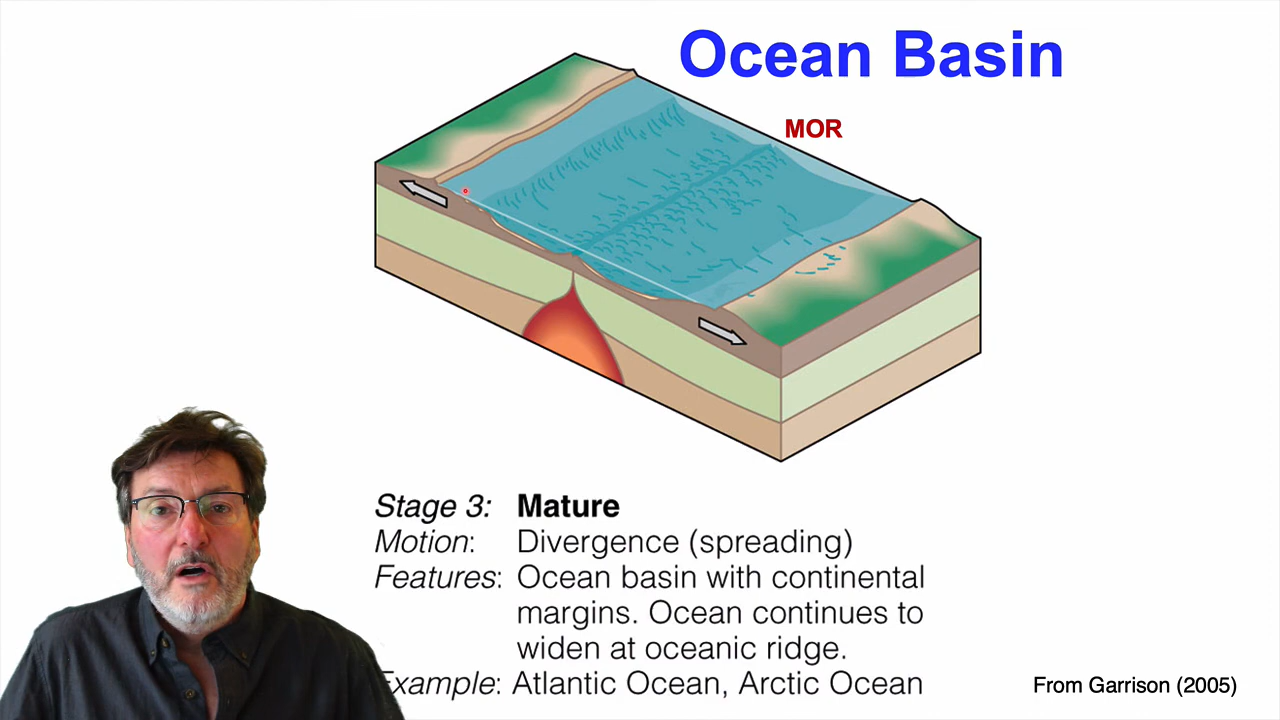 Ocean Basin
MOR
Stage 3: Mature
Motion: Divergence (spreading)
Features: Ocean basin with continental
margins. Ocean continues to
widen at oceanic ridge.
Example: Atlantic Ocean, Arctic Ocean
From Garrison (2005)